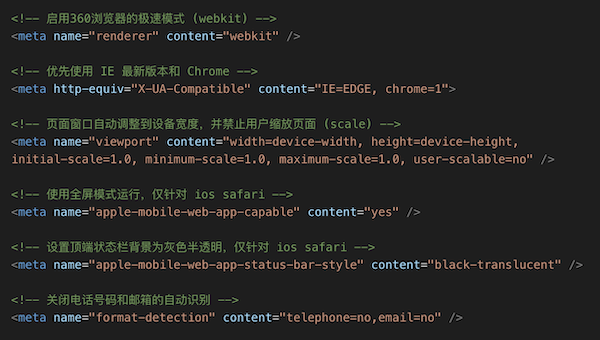 <!-- 启用360浏览器的极速模式 (webkit) -->
<meta name="renderer" content="webkit" />
<!-- 优先使用 IE 最新版本和 Chrome -->
<meta http-equiv="X-UA-Compatible" content="IE=EDGE, chrome=1">
<!-- 页面窗口自动调整到设备宽度，并禁止用户缩放页面 (scale) -->
<meta name="viewport" content="width=device-width, height=device-height,
initial-scale=1.0, minimum-scale=1.0, maximum-scale=1.0, user-scalable=no" />
<!-- 使用全屏模式运行，仅针对 ios safari -->
<meta name="apple-mobile-web-app-capable" content="yes" />
<!-- 设置顶端状态栏背景为灰色半透明，仅针对 ios safari -->
<meta name="apple-mobile-web-app-status-bar-style" content="black-translucent" />
<!-- 关闭电话号码和邮箱的自动识别 -->
<meta name="format-detection" content="telephone=no,email=no" />